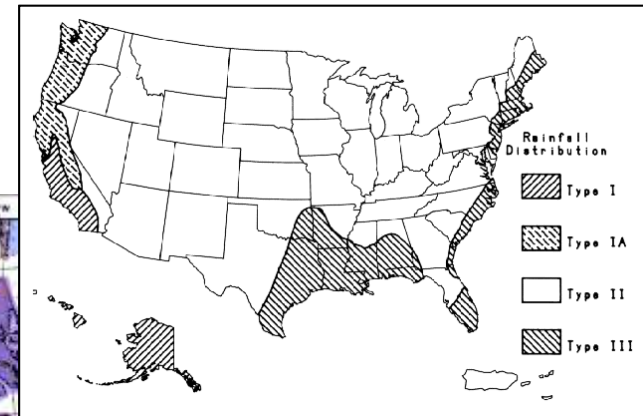 Rainfall
Distribution
Type I
Type IA
Type II
Type III